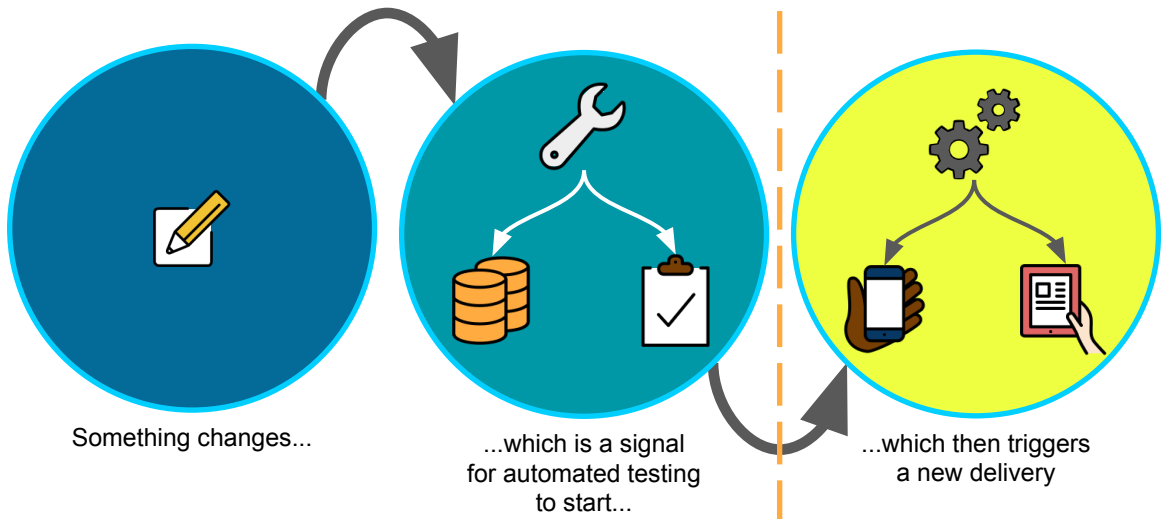 Something changes...
...which is a signal
for automated testing
to start...
...which then triggers
a new delivery